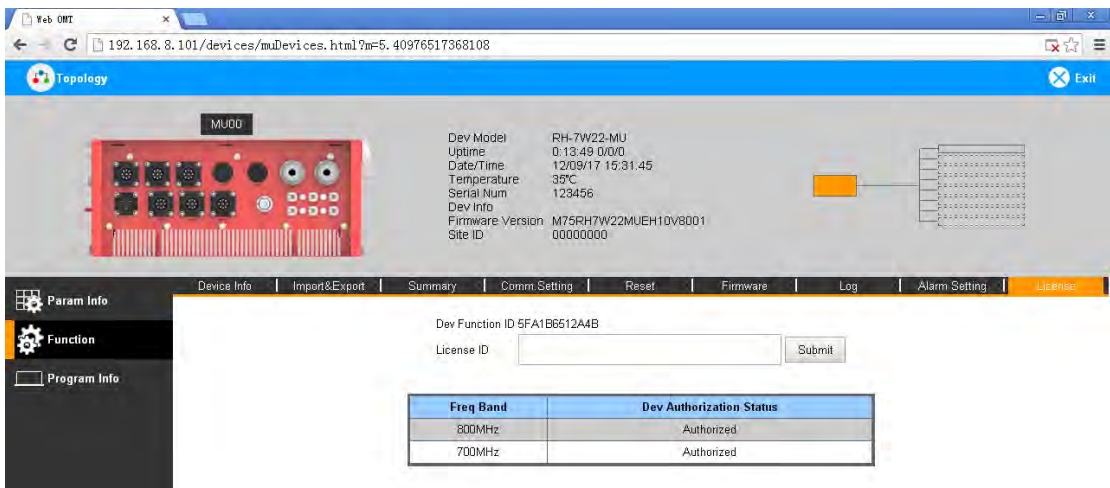 Web OMT
192.168.8.101/devices/muDevices.html?m=5.40976517368108
Topology
Exit
MU00
Dev Model RH-7W22-MU
Uptime 0:13:49 0/0/0
Date/Time 12/09/17 15:31:45
Temperature 35℃
Serial Num 123456
Dev Info
Firmware Version M75RH7W22MUEH10V8001
Site ID 00000000
Device Info Import&Export Summary Comm.Setting Reset Firmware Log Alarm Setting License
Param Info
Function
Program Info
Dev Function ID 5FA1B6512A4B
License ID Submit
Freq Band Dev Authorization Status
800MHz Authorized
700MHz Authorized